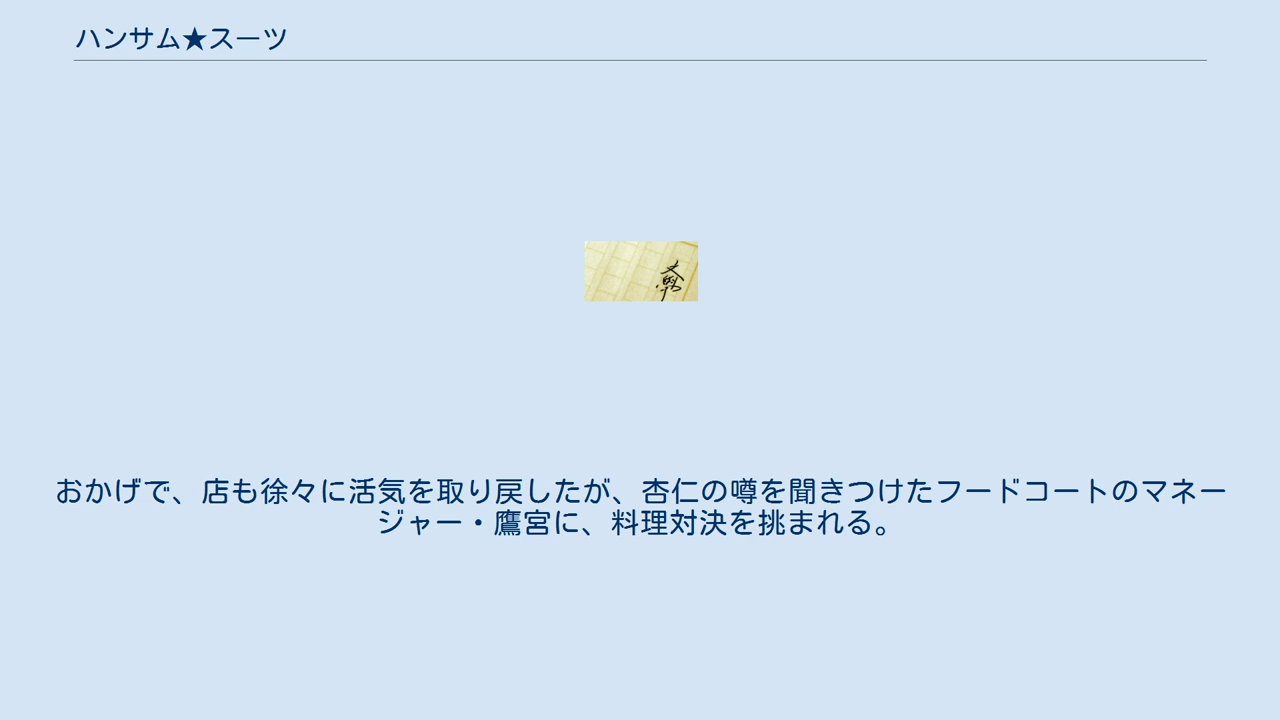 ハンサム★スーツ
おかげで、店も徐々に活気を取り戻したが、杏仁の噂を聞きつけたフードコートのマネー
ジャー・鷹宮に、料理対決を挑まれる。